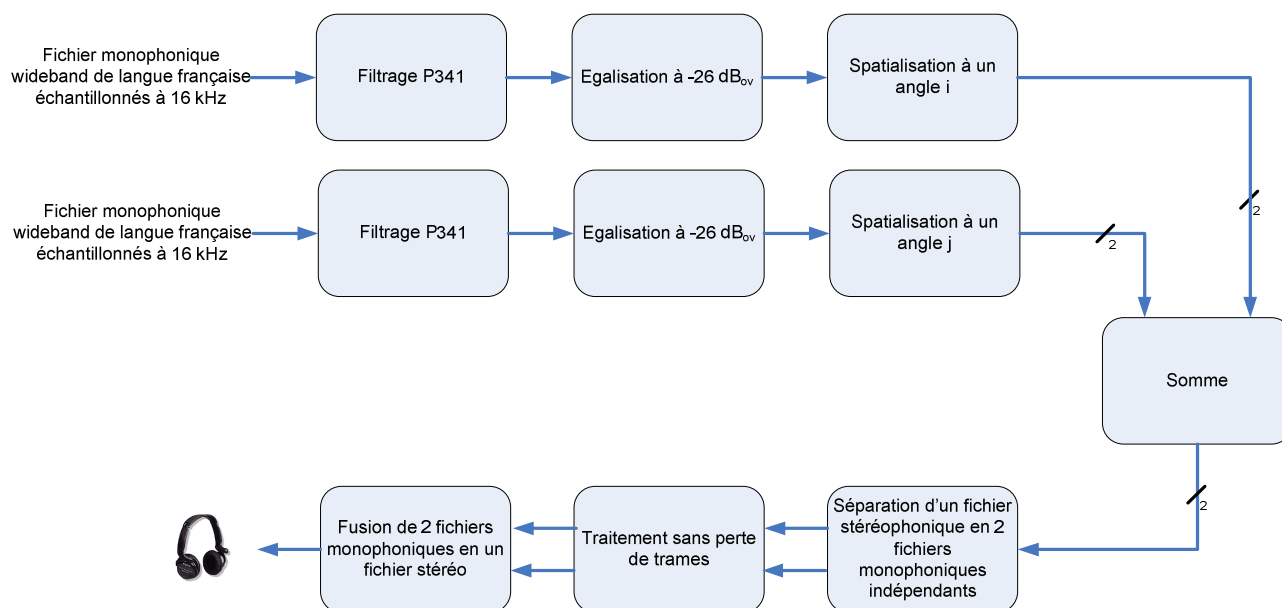 Fichier monophonique
wideband de langue française
échantillonnés à 16 kHz
Filtrage P341
Egalisation à -26 dBov
Spatialisation à un
angle i
2
Fichier monophonique
wideband de langue française
échantillonnés à 16 kHz
Filtrage P341
Egalisation à -26 dBov
Spatialisation à un
angle j
2
Somme
2
Séparation d'un fichier
stéréophonique en 2
fichiers
monophoniques
indépendants
Traitement sans perte
de trames
Fusion de 2 fichiers
monophoniques en un
fichier stéréo